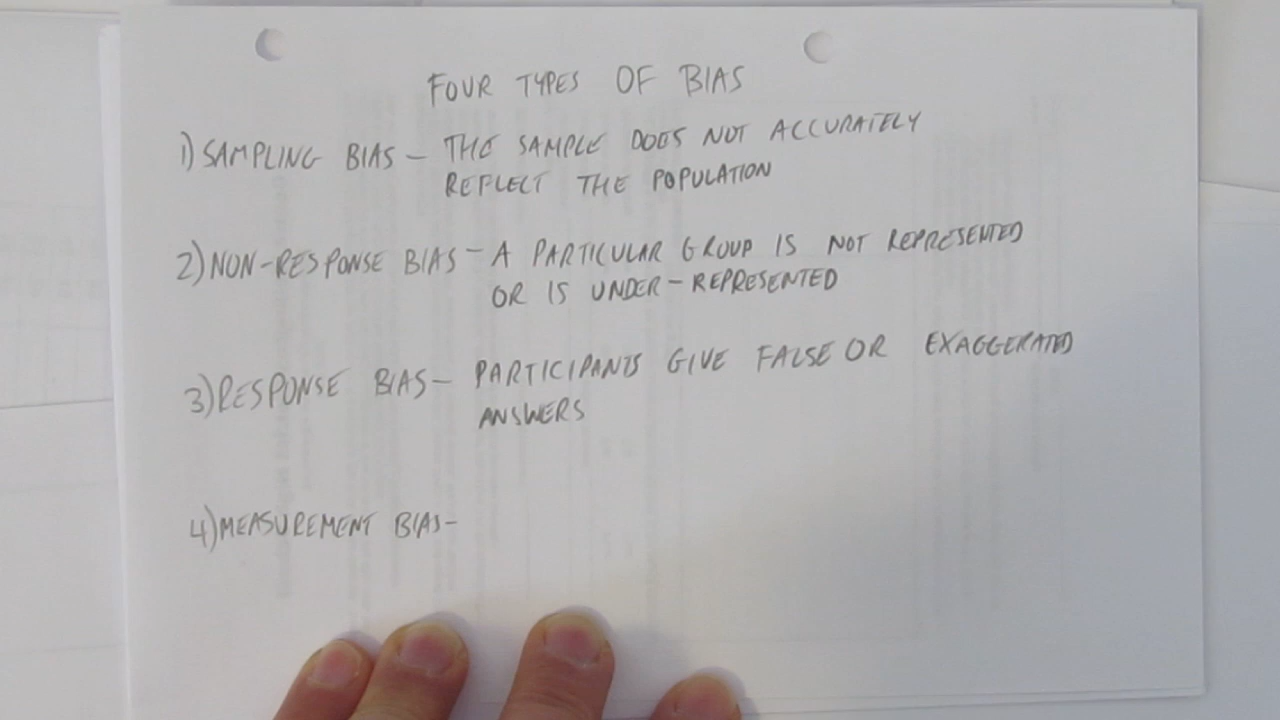 FOUR TYPES OF BIAS
1) SAMPLING BIAS – THE SAMPLE DOES NOT ACCURATELY
REFLECT THE POPULATION
2) NON-RESPONSE BIAS – A PARTICULAR GROUP IS NOT REPRESENTED
OR IS UNDER-REPRESENTED
3) RESPONSE BIAS – PARTICIPANTS GIVE FALSE OR EXAGGERATED
ANSWERS
4) MEASUREMENT BIAS –